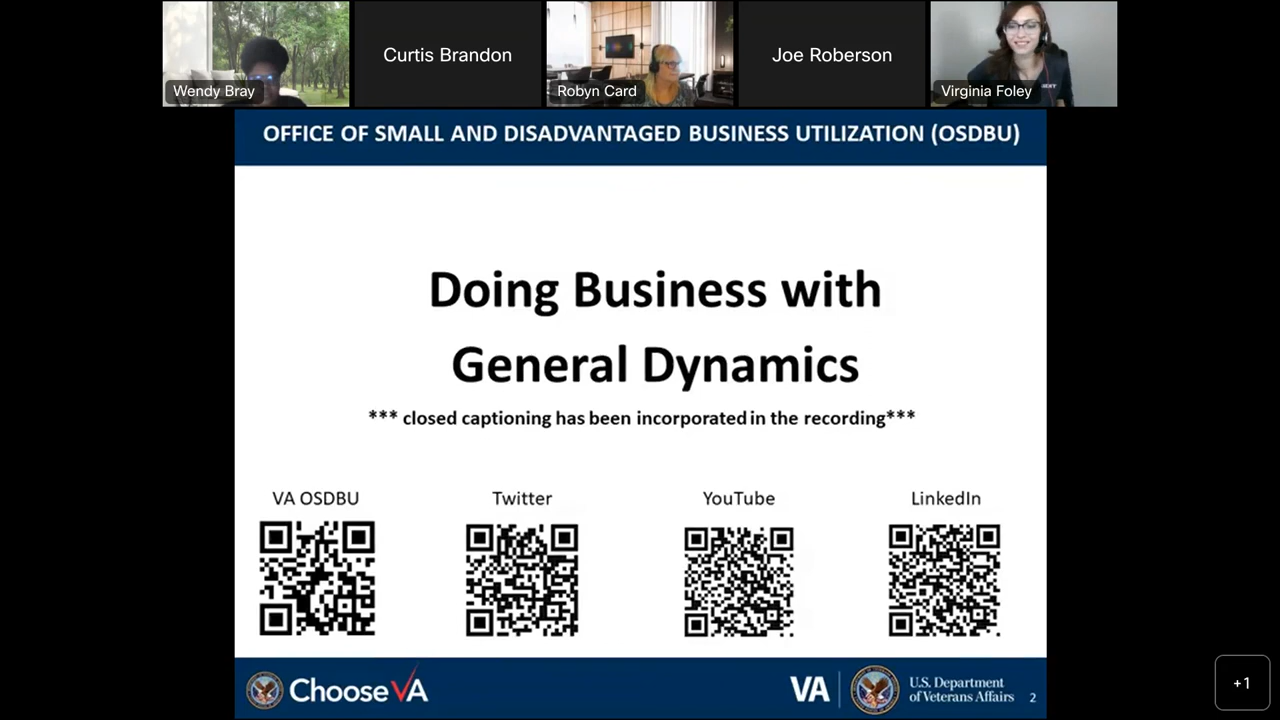 Curtis Brandon
Joe Roberson
Wendy Bray
Robyn Card
Virginia Foley
OFFICE OF SMALL AND DISADVANTAGED BUSINESS UTILIZATION (OSDBU)
Doing Business with
General Dynamics
*** closed captioning has been incorporated in the recording***
VA OSDBU
Twitter
YouTube
LinkedIn
ChooseVA
VA
U.S. Department
of Veterans Affairs
2
+1